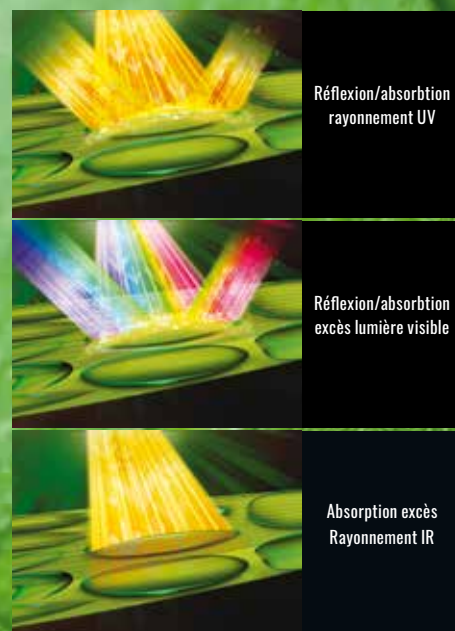 Réflexion/absorbtion
rayonnement UV
Réflexion/absorbtion
excès lumière visible
Absorption excès
Rayonnement IR